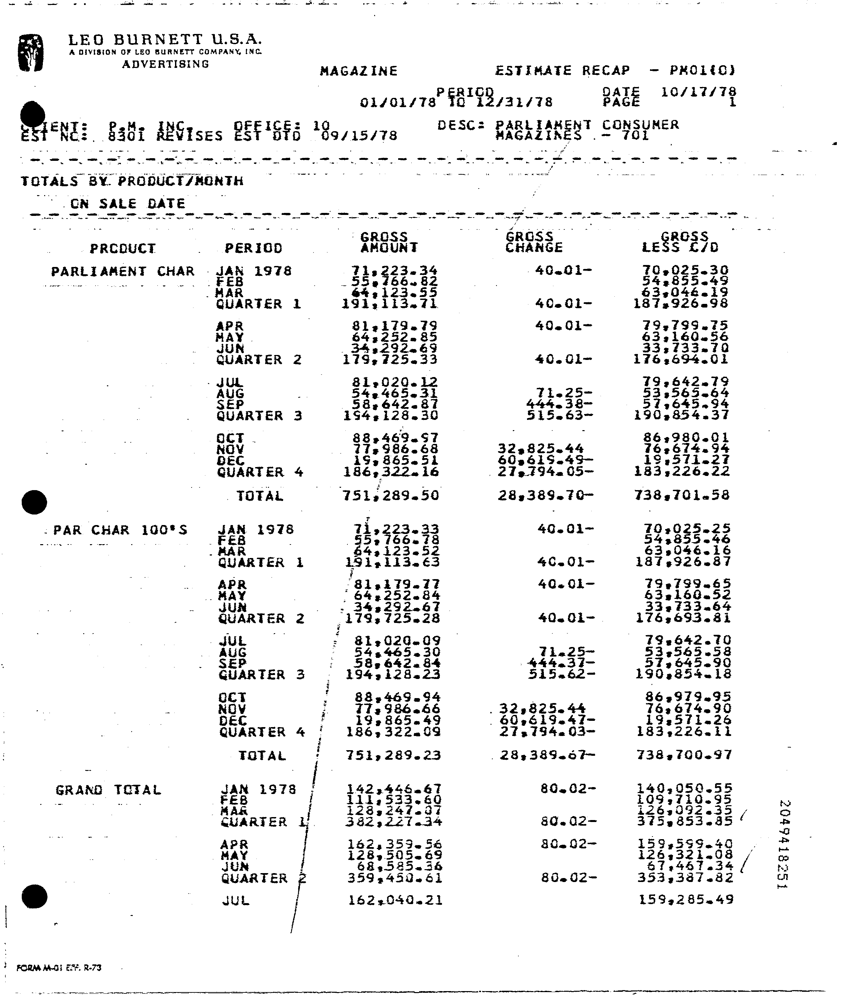 LEO BURNETT U.S.A.
A DIVISION OF LEO BURNETT COMPANY, INC.
ADVERTISING
MAGAZINE ESTIMATE RECAP - PM01(0)
PERIOD DATE 10/17/78
01/01/78 TO 12/31/78 PAGE 1
CLIENT: P.M. INC. OFFICE: 10 DESC: PARLIAMENT CONSUMER
EST NC: 8301 REVISES EST DTD 09/15/78 MAGAZINES - 701
TOTALS BY PRODUCT/MONTH
ON SALE DATE
GROSS GROSS GROSS
PRODUCT PERIOD AMOUNT CHANGE LESS C/D
PARLIAMENT CHAR JAN 1978 71,223.34 40.01- 70,025.30
FEB 55,766.82 54,855.49
MAR 64,123.55 63,046.19
QUARTER 1 191,113.71 40.01- 187,926.98
APR 81,179.79 40.01- 79,799.75
MAY 64,252.85 63,160.56
JUN 34,292.69 33,733.70
QUARTER 2 179,725.33 40.01- 176,694.01
JUL 81,020.12 79,642.79
AUG 54,465.31 71.25- 53,565.64
SEP 58,642.87 444.38- 57,645.94
QUARTER 3 194,128.30 515.63- 190,854.37
OCT 88,469.97 86,980.01
NOV 77,986.68 32,825.44 76,674.94
DEC 19,865.51 60,619.49- 19,571.27
QUARTER 4 186,322.16 27,794.05- 183,226.22
TOTAL 751,289.50 28,389.70- 738,701.58
PAR CHAR 100'S JAN 1978 71,223.33 40.01- 70,025.25
FEB 55,766.78 54,855.46
MAR 64,123.52 63,046.16
QUARTER 1 191,113.63 40.01- 187,926.87
APR 81,179.77 40.01- 79,799.65
MAY 64,252.84 63,160.52
JUN 34,292.67 33,733.64
QUARTER 2 179,725.28 40.01- 176,693.81
JUL 81,020.09 79,642.70
AUG 54,465.30 71.25- 53,565.58
SEP 58,642.84 444.37- 57,645.90
QUARTER 3 194,128.23 515.62- 190,854.18
OCT 88,469.94 86,979.95
NOV 77,986.66 32,825.44 76,674.90
DEC 19,865.49 60,619.47- 19,571.26
QUARTER 4 186,322.09 27,794.03- 183,226.11
TOTAL 751,289.23 28,389.67- 738,700.97
GRAND TOTAL JAN 1978 142,446.67 80.02- 140,050.55
FEB 111,533.60 109,710.95
MAR 128,247.07 126,092.35
QUARTER 1 382,227.34 80.02- 375,853.85
APR 162,359.56 80.02- 159,599.40
MAY 128,505.69 126,321.08
JUN 68,585.36 67,467.34
QUARTER 2 359,450.61 80.02- 353,387.82
JUL 162,040.21 159,285.49
2049418251
FORM M-01 EFF. R-73